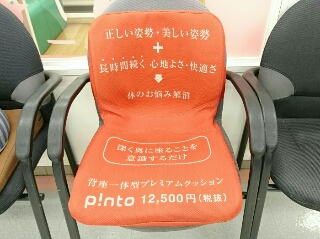 正しい姿勢・美しい姿勢
+
長時間続く 心地よさ・快適さ
体のお悩み解消
深く奥に座ることを
意識するだけ
背座一体型プレミアムクッション
p!nto 12,500円(税抜)